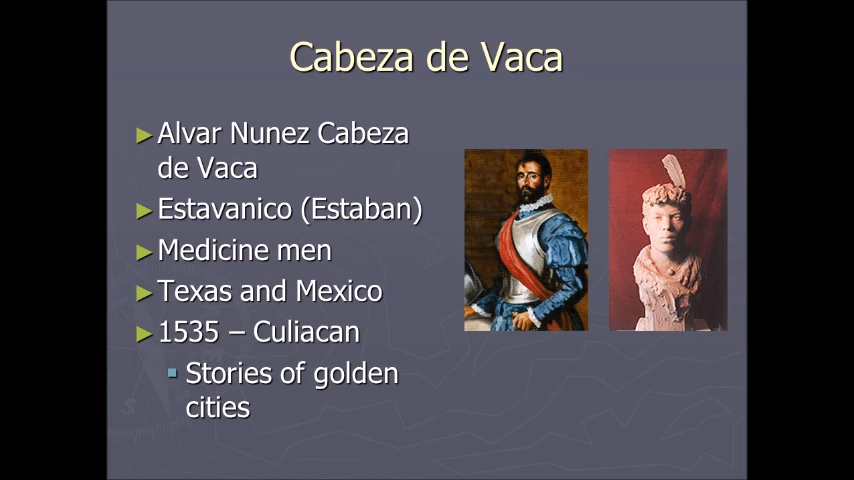 Cabeza de Vaca
►Alvar Nunez Cabeza
de Vaca
►Estavanico (Estaban)
►Medicine men
►Texas and Mexico
►1535 – Culiacan
▪ Stories of golden
cities